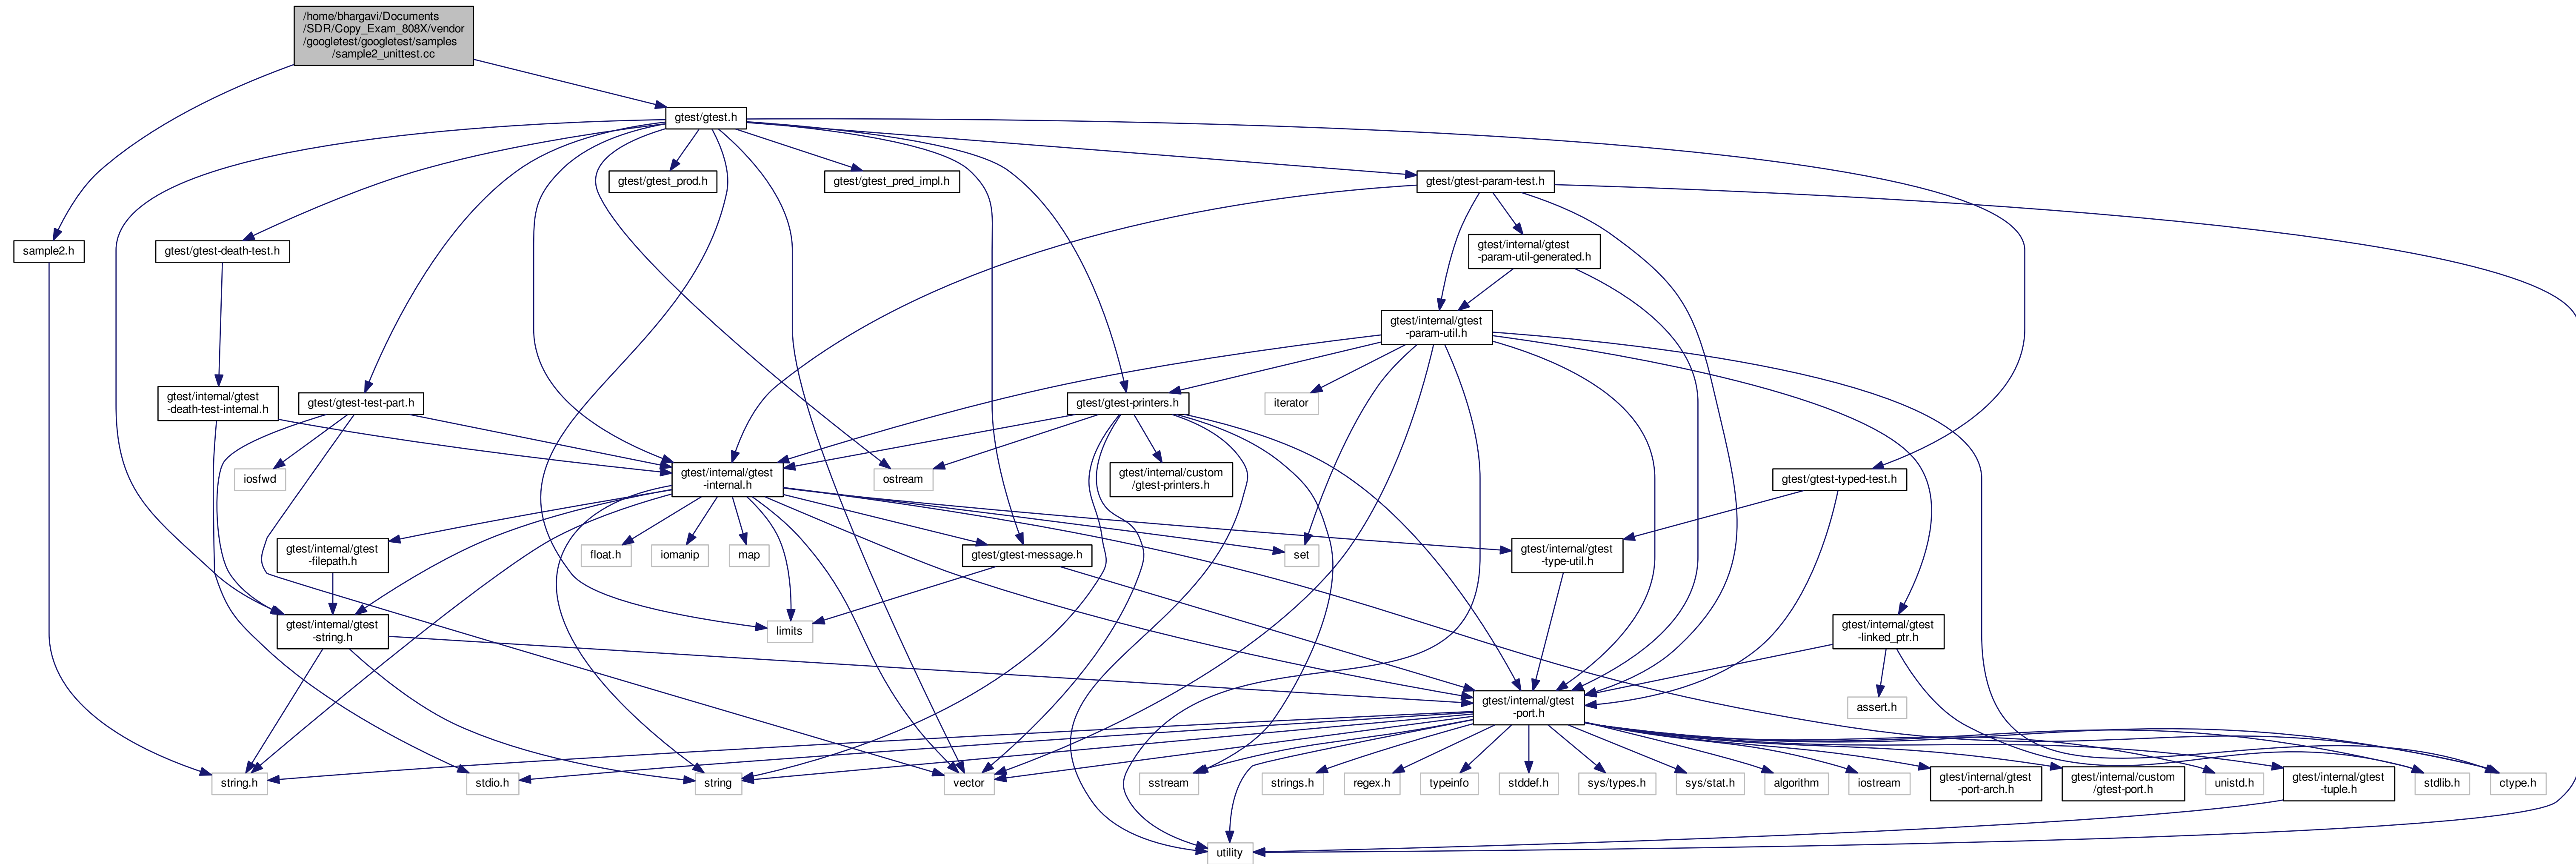 /home/bhargavi/Documents
/SDR/Copy_Exam_808X/vendor
/googletest/googletest/samples
/sample2_unittest.cc
gtest/gtest.h
gtest/gtest_prod.h
gtest/gtest_pred_impl.h
gtest/gtest-param-test.h
sample2.h
gtest/gtest-death-test.h
gtest/internal/gtest
-param-util-generated.h
gtest/internal/gtest
-param-util.h
gtest/internal/gtest
-death-test-internal.h
gtest/gtest-test-part.h
gtest/gtest-printers.h
iterator
iosfwd
gtest/internal/gtest
-internal.h
ostream
gtest/internal/custom
/gtest-printers.h
gtest/gtest-typed-test.h
gtest/internal/gtest
-filepath.h
float.h
iomanip
map
gtest/gtest-message.h
set
gtest/internal/gtest
-type-util.h
gtest/internal/gtest
-string.h
limits
gtest/internal/gtest
-linked_ptr.h
gtest/internal/gtest
-port.h
assert.h
string.h
stdio.h
string
vector
sstream
strings.h
regex.h
typeinfo
stddef.h
sys/types.h
sys/stat.h
algorithm
iostream
gtest/internal/gtest
-port-arch.h
gtest/internal/custom
/gtest-port.h
unistd.h
gtest/internal/gtest
-tuple.h
stdlib.h
ctype.h
utility